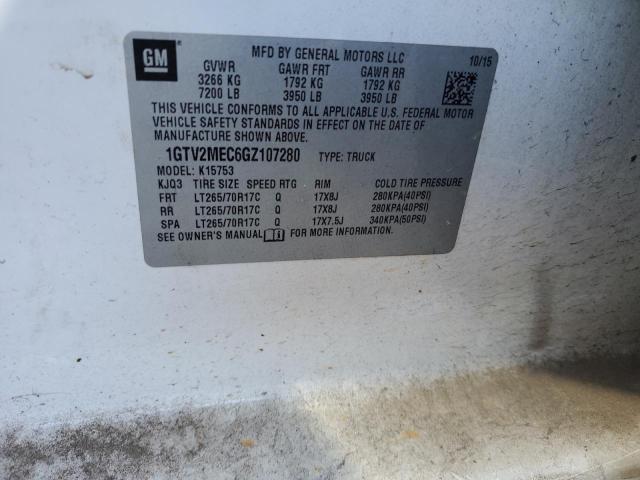 GM
MFD BY GENERAL MOTORS LLC 10/15
GVWR GAWR FRT GAWR RR
3266 KG 1792 KG 1792 KG
7200 LB 3950 LB 3950 LB
THIS VEHICLE CONFORMS TO ALL APPLICABLE U.S. FEDERAL MOTOR
VEHICLE SAFETY STANDARDS IN EFFECT ON THE DATE OF
MANUFACTURE SHOWN ABOVE.
1GTV2MEC6GZ107280 TYPE: TRUCK
MODEL: K15753
KJQ3 TIRE SIZE SPEED RTG RIM COLD TIRE PRESSURE
FRT LT265/70R17C Q 17X8J 280KPA(40PSI)
RR LT265/70R17C Q 17X8J 280KPA(40PSI)
SPA LT265/70R17C Q 17X7.5J 340KPA(50PSI)
SEE OWNER'S MANUAL FOR MORE INFORMATION.